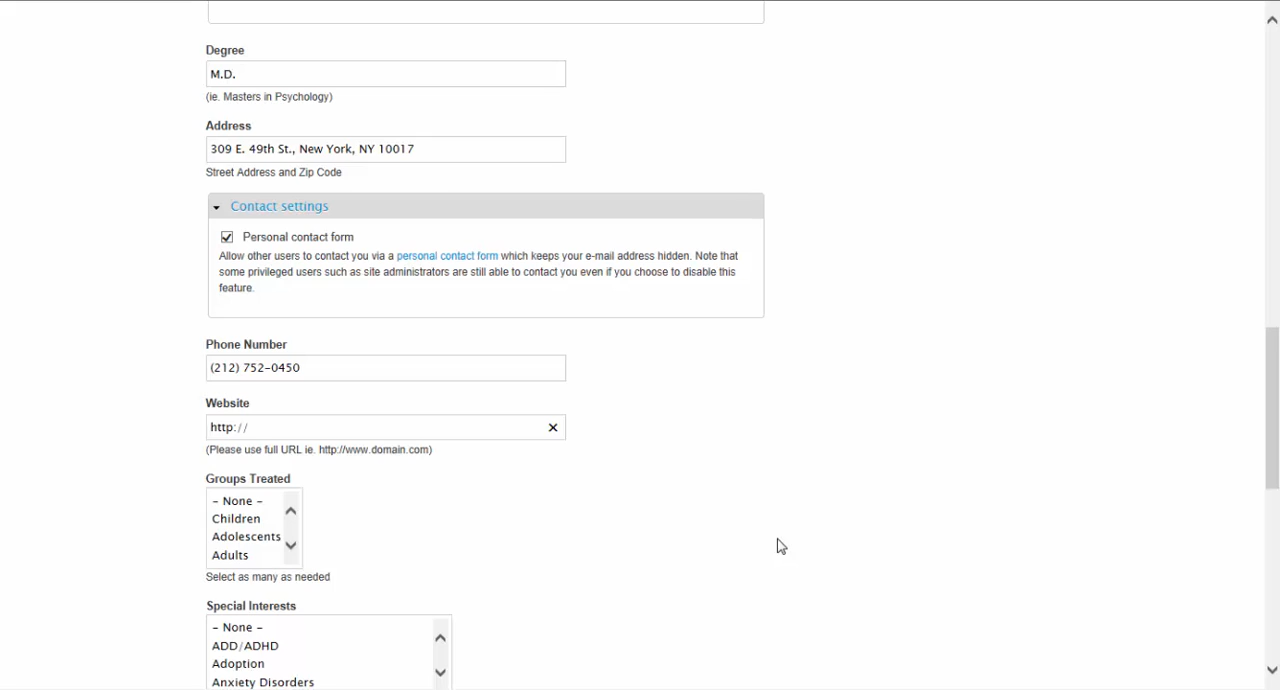 Degree
M.D.
(ie. Masters in Psychology)
Address
309 E. 49th St., New York, NY 10017
Street Address and Zip Code
Contact settings
Personal contact form
Allow other users to contact you via a personal contact form which keeps your e-mail address hidden. Note that
some privileged users such as site administrators are still able to contact you even if you choose to disable this
feature.
Phone Number
(212) 752-0450
Website
http://
(Please use full URL ie. http://www.domain.com)
Groups Treated
- None -
Children
Adolescents
Adults
Select as many as needed
Special Interests
- None -
ADD/ADHD
Adoption
Anxiety Disorders